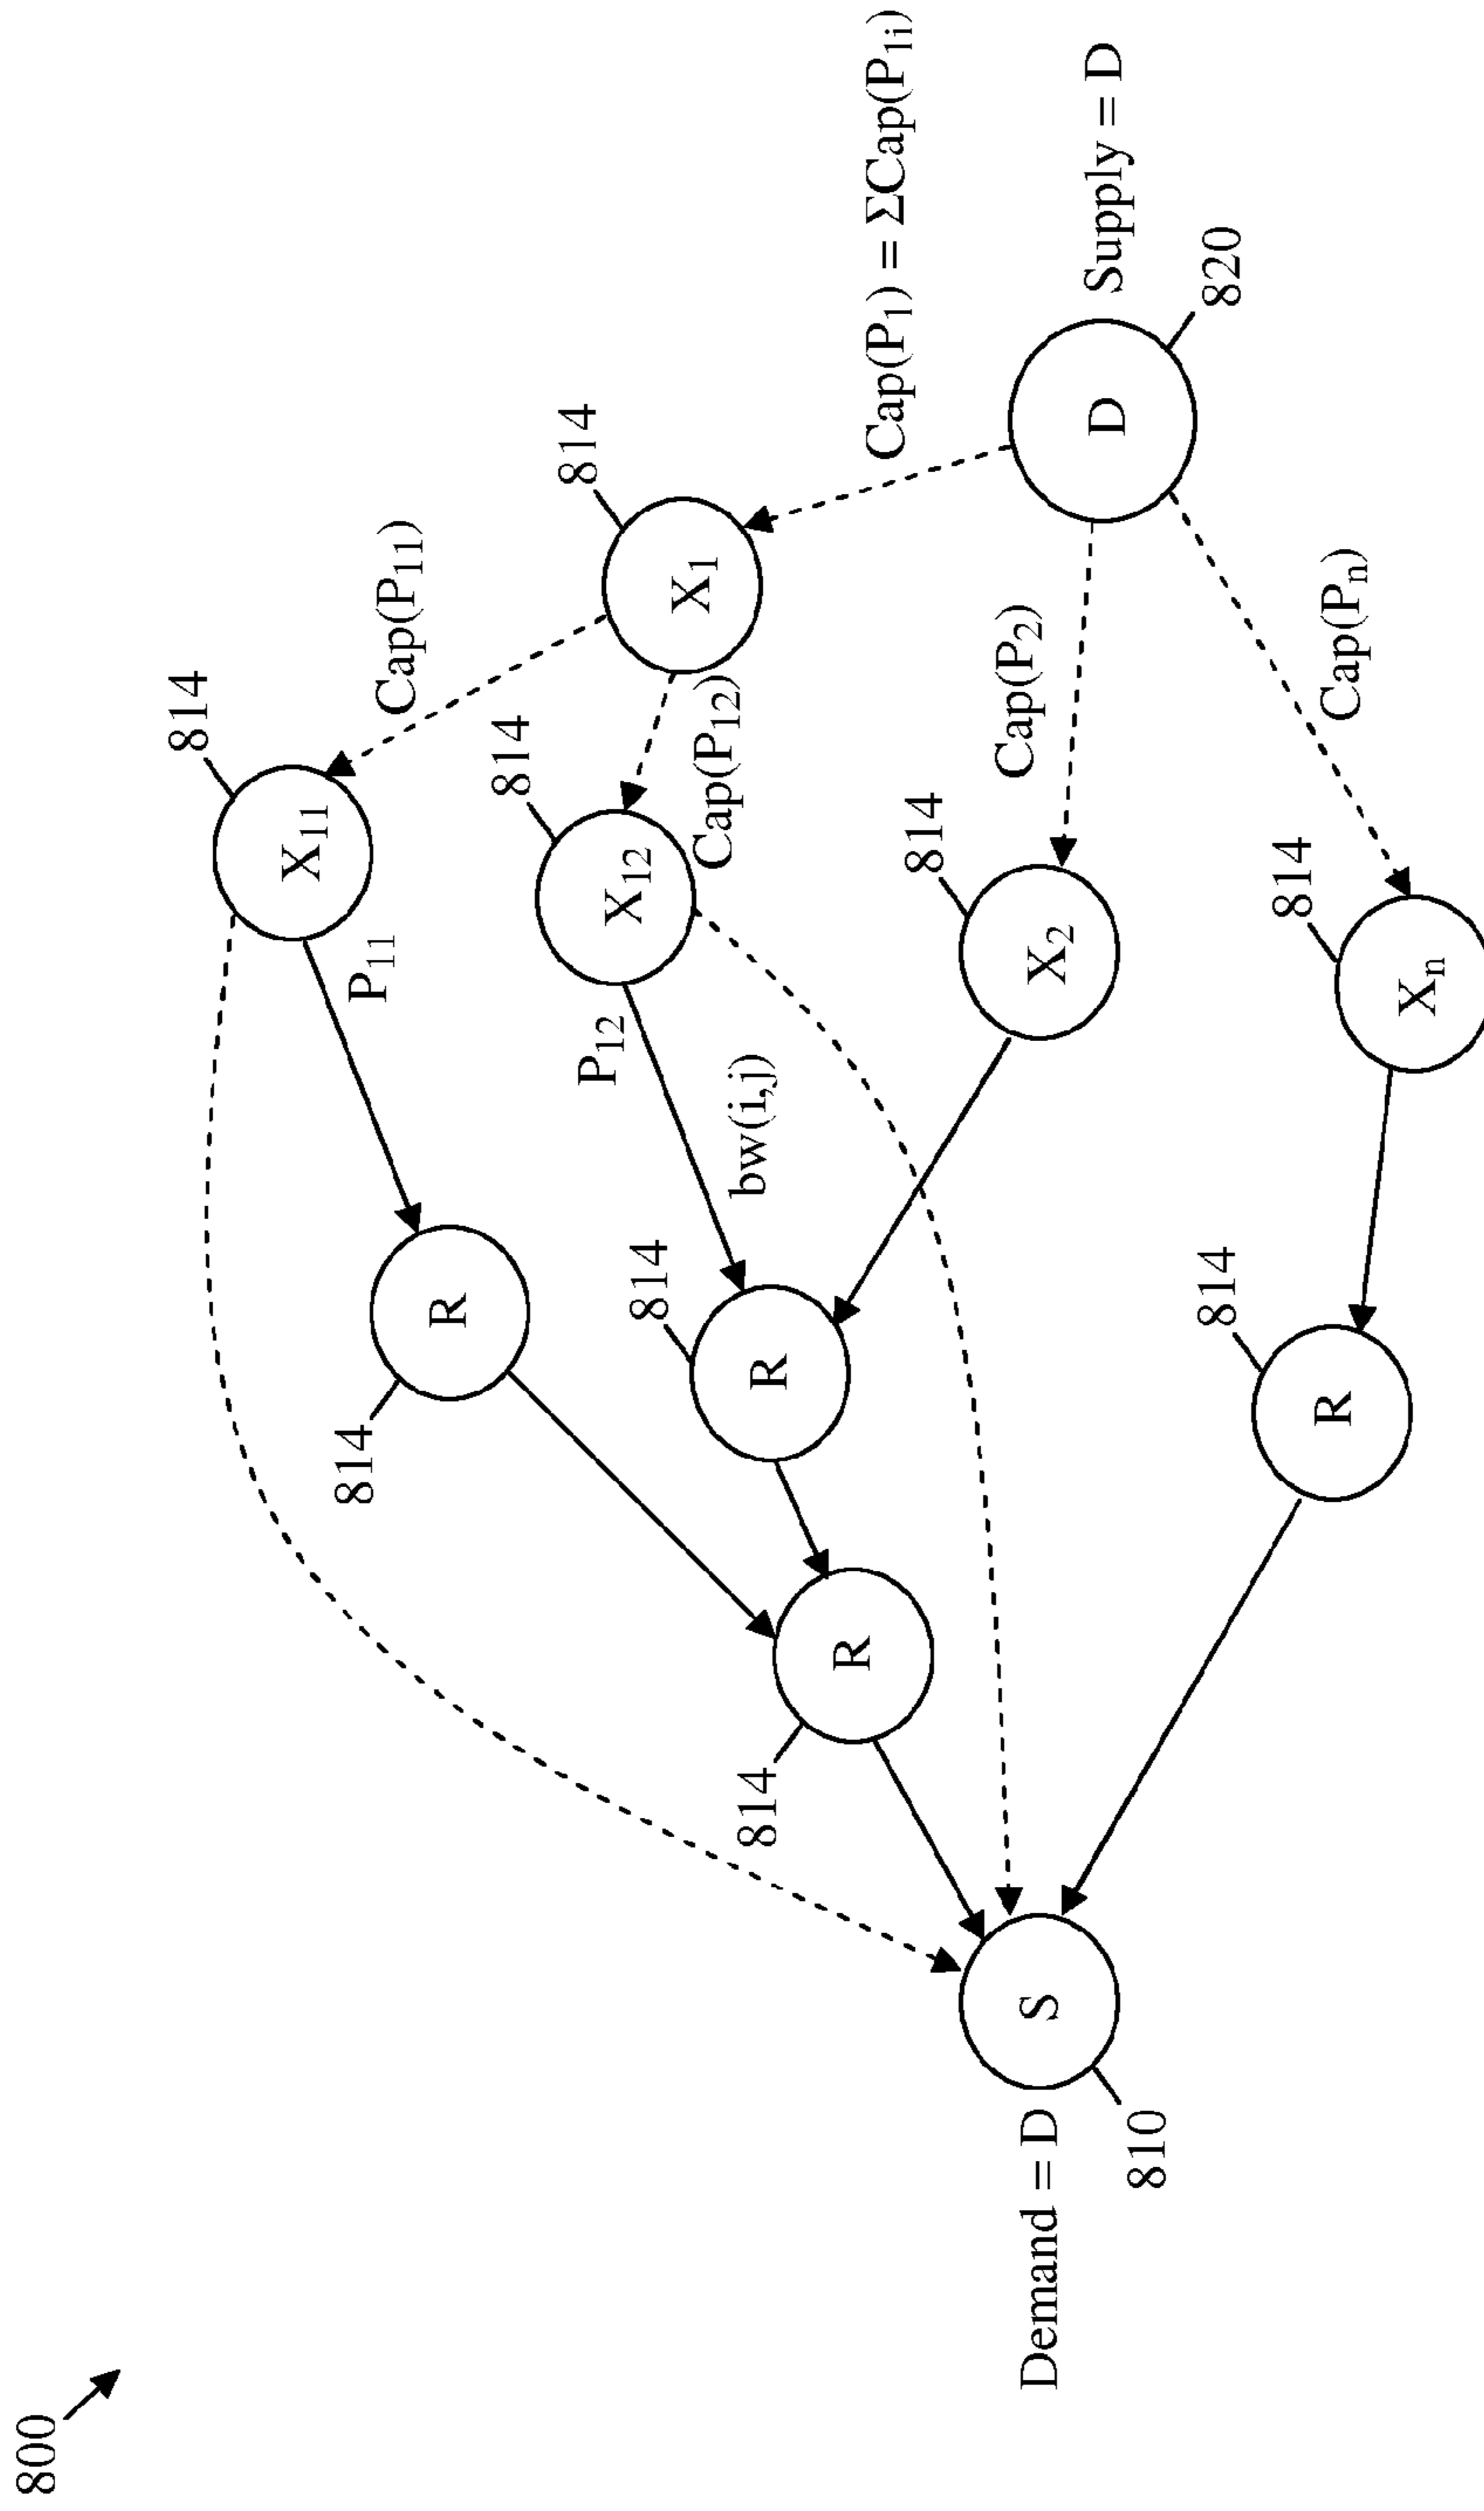 800
Demand = D
810
S
814
R
814
R
814
R
814
R
P₁₁
P₁₂
bw(i,j)
814
X₁₁
814
X₁₂
814
X₂
814
Xₙ
Cap(P₁₁)
Cap(P₁₂)
Cap(P₂)
Cap(Pₙ)
814
X₁
Cap(P₁) = ΣCap(P₁ᵢ)
D
Supply = D
820